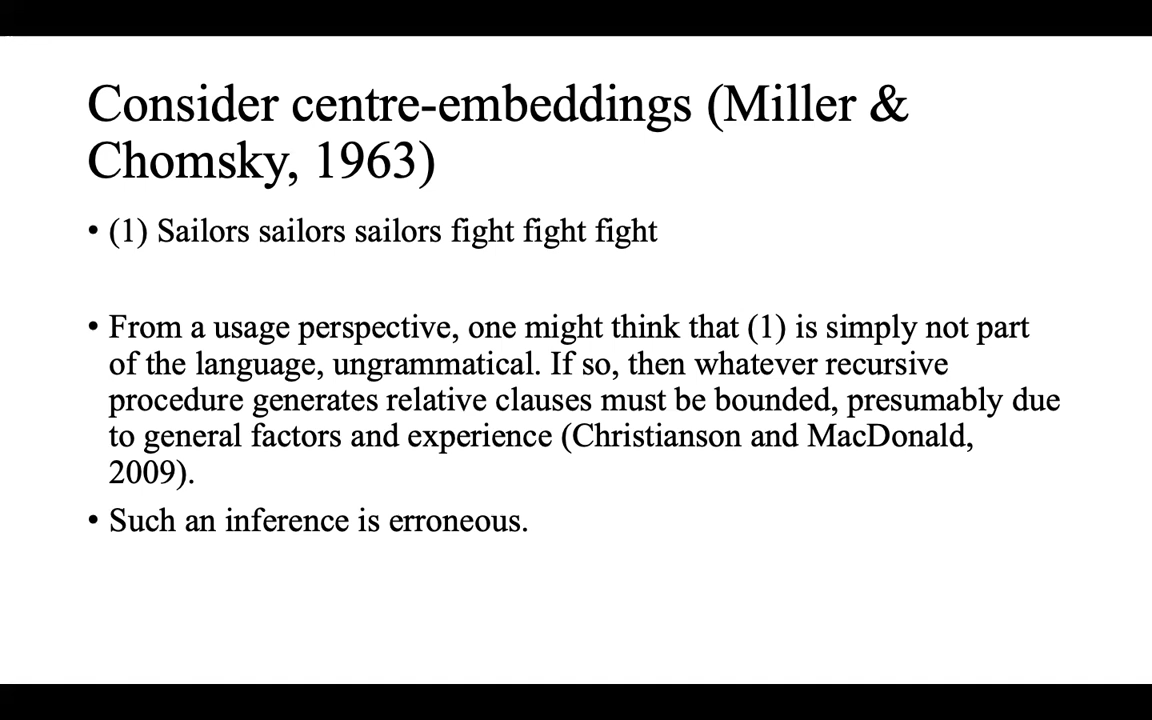 Consider centre-embeddings (Miller &
Chomsky, 1963)
• (1) Sailors sailors sailors fight fight fight
• From a usage perspective, one might think that (1) is simply not part
of the language, ungrammatical. If so, then whatever recursive
procedure generates relative clauses must be bounded, presumably due
to general factors and experience (Christianson and MacDonald,
2009).
• Such an inference is erroneous.